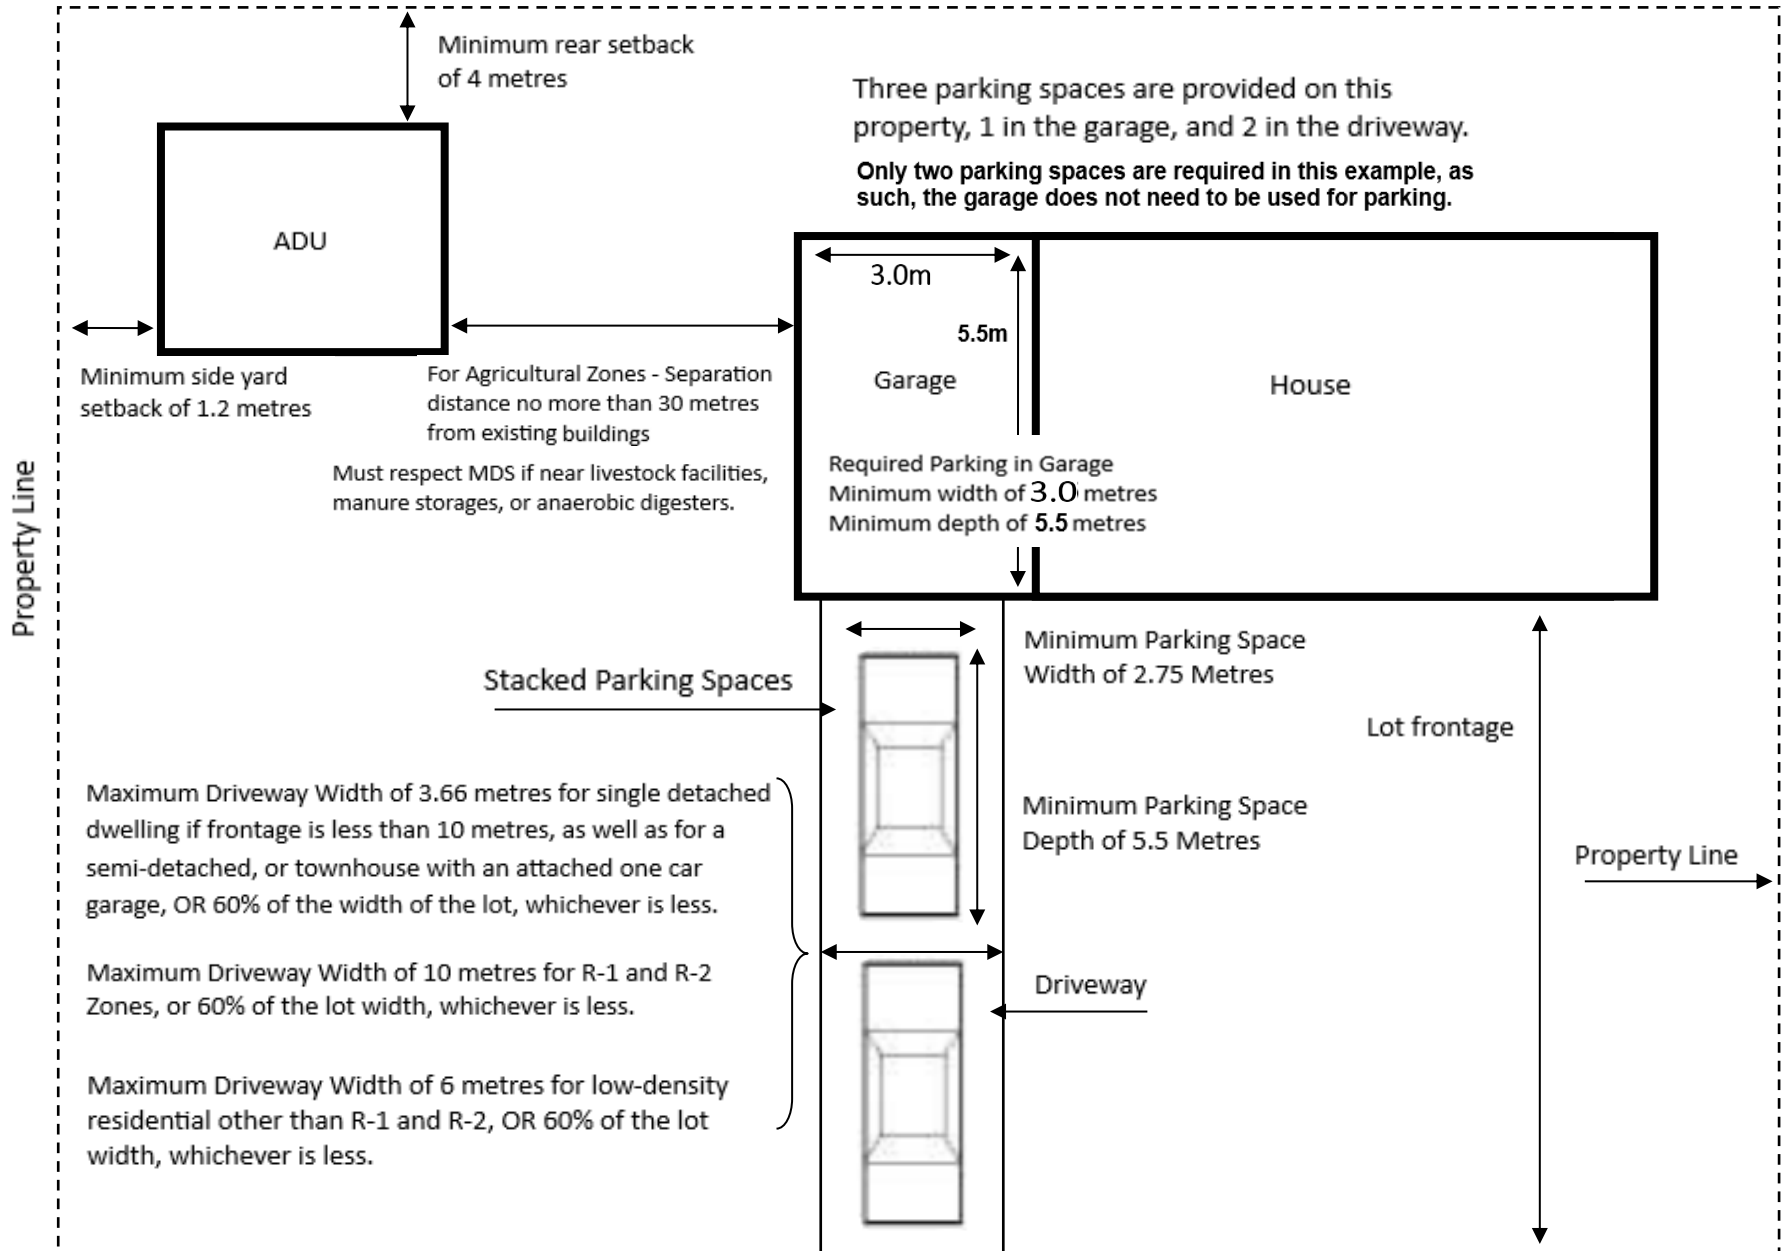 Minimum rear setback
of 4 metres
Three parking spaces are provided on this
property, 1 in the garage, and 2 in the driveway.
Only two parking spaces are required in this example, as
such, the garage does not need to be used for parking.
ADU
3.0m
5.5m
Garage
House
Minimum side yard
setback of 1.2 metres
For Agricultural Zones - Separation
distance no more than 30 metres
from existing buildings
Must respect MDS if near livestock facilities,
manure storages, or anaerobic digesters.
Required Parking in Garage
Minimum width of 3.0 metres
Minimum depth of 5.5 metres
Property Line
Minimum Parking Space
Width of 2.75 Metres
Stacked Parking Spaces
Lot frontage
Maximum Driveway Width of 3.66 metres for single detached
dwelling if frontage is less than 10 metres, as well as for a
semi-detached, or townhouse with an attached one car
garage, OR 60% of the width of the lot, whichever is less.
Minimum Parking Space
Depth of 5.5 Metres
Property Line
Maximum Driveway Width of 10 metres for R-1 and R-2
Zones, or 60% of the lot width, whichever is less.
Driveway
Maximum Driveway Width of 6 metres for low-density
residential other than R-1 and R-2, OR 60% of the lot
width, whichever is less.